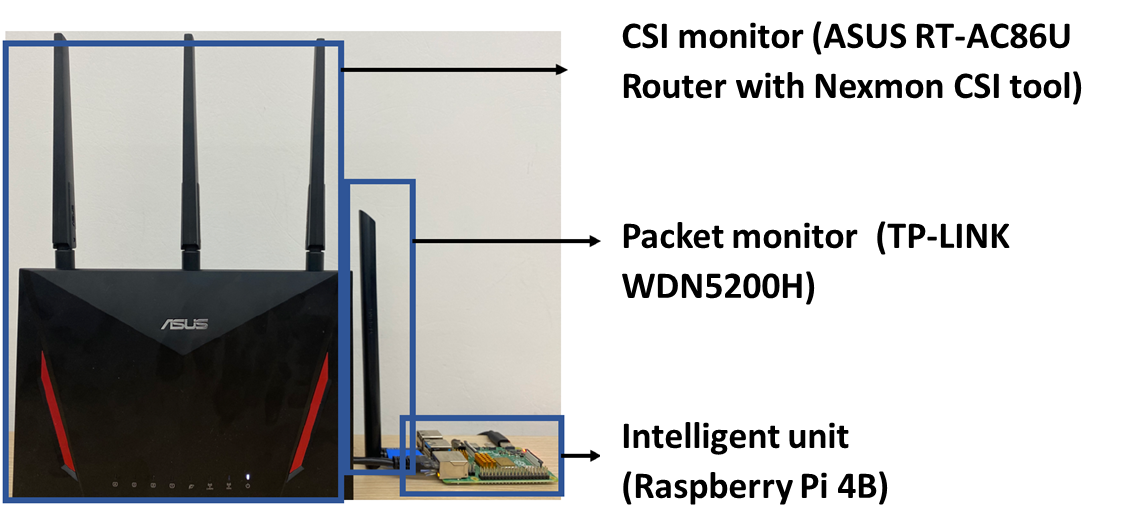 CSI monitor (ASUS RT-AC86U
Router with Nexmon CSI tool)
Packet monitor (TP-LINK
WDN5200H)
ASUS
Intelligent unit
(Raspberry Pi 4B)